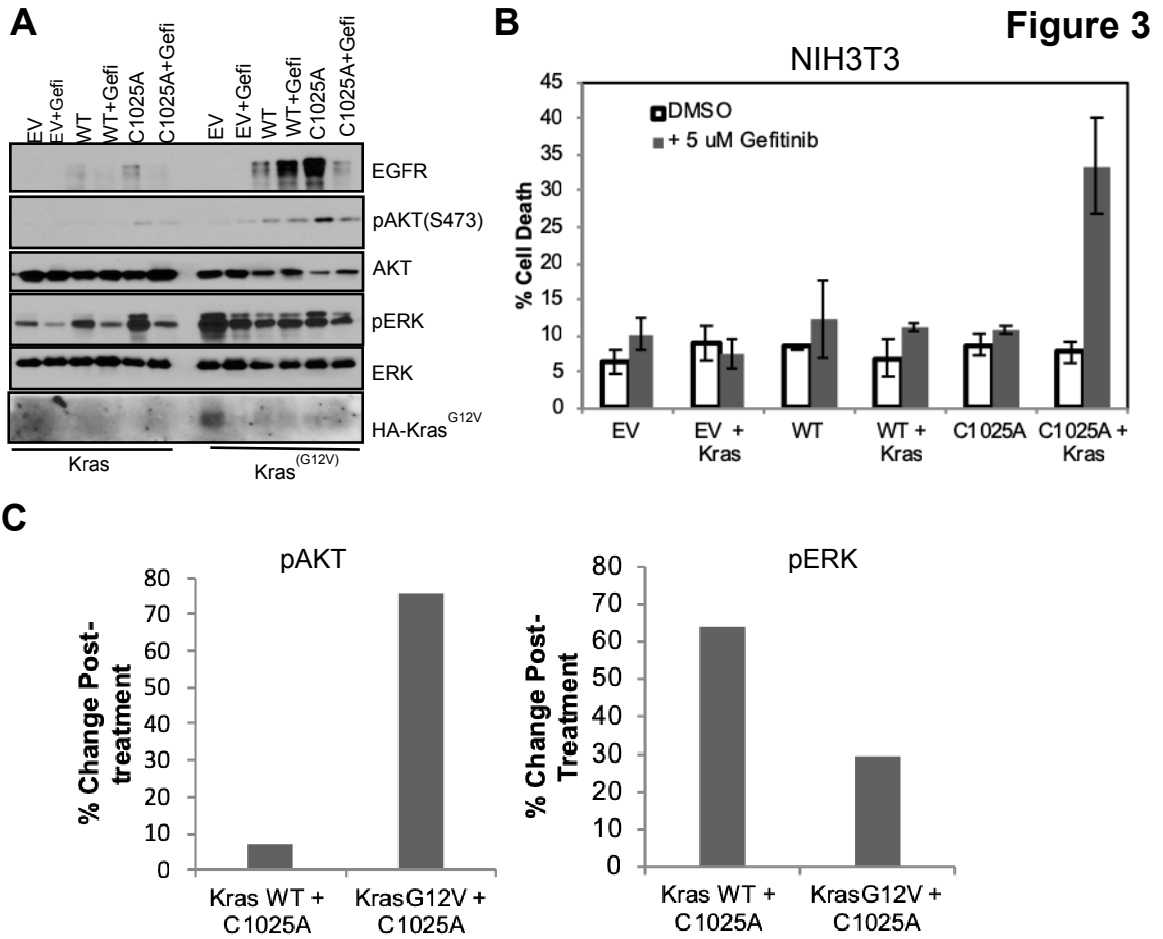 A
B
Figure 3
EV
EV+Gefi
WT
WT+Gefi
C1025A
C1025A+Gefi
EV
EV+Gefi
WT
WT+Gefi
C1025A
C1025A+Gefi
EGFR
pAKT(S473)
AKT
pERK
ERK
HA-Kras G12V
Kras
Kras (G12V)
NIH3T3
DMSO
+ 5 uM Gefitinib
% Cell Death
45
40
35
30
25
20
15
10
5
0
EV
EV +
Kras
WT
WT +
Kras
C1025A
C1025A +
Kras
C
pAKT
% Change Post-
treatment
80
70
60
50
40
30
20
10
0
Kras WT +
C1025A
KrasG12V +
C1025A
pERK
% Change Post-
Treatment
80
70
60
50
40
30
20
10
0
Kras WT +
C1025A
KrasG12V +
C1025A